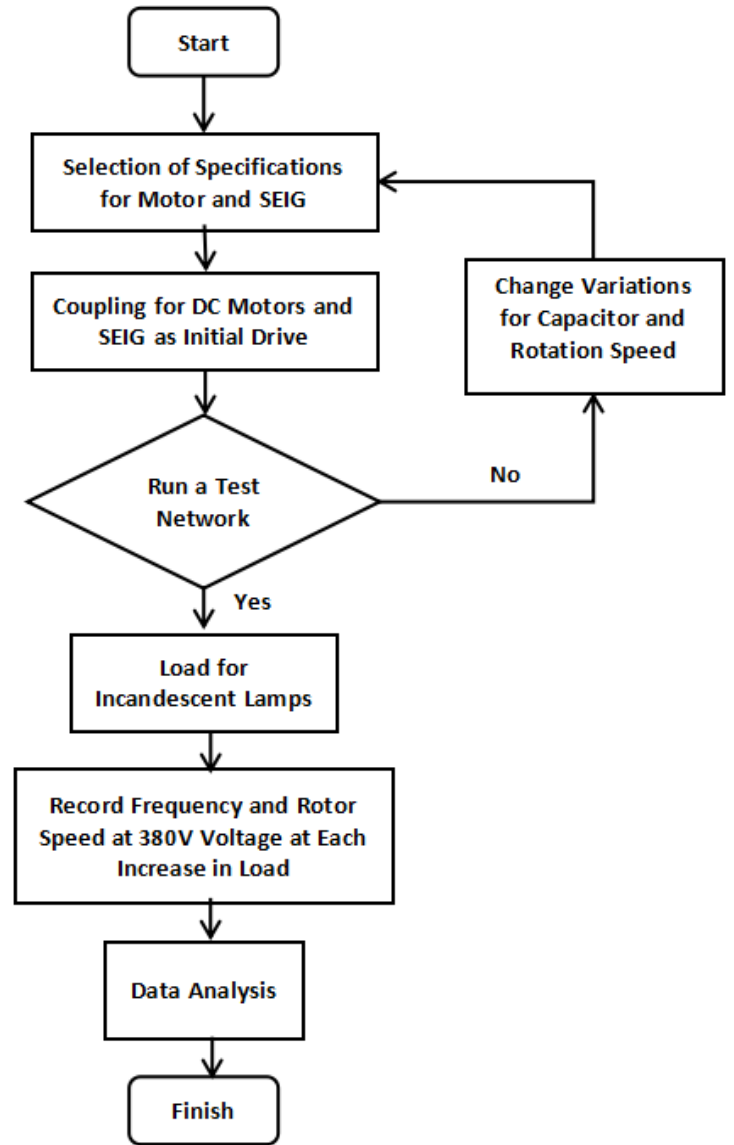 Start
Selection of Specifications
for Motor and SEIG
Coupling for DC Motors and
SEIG as Initial Drive
Change Variations
for Capacitor and
Rotation Speed
Run a Test
Network
No
Yes
Load for
Incandescent Lamps
Record Frequency and Rotor
Speed at 380V Voltage at Each
Increase in Load
Data Analysis
Finish